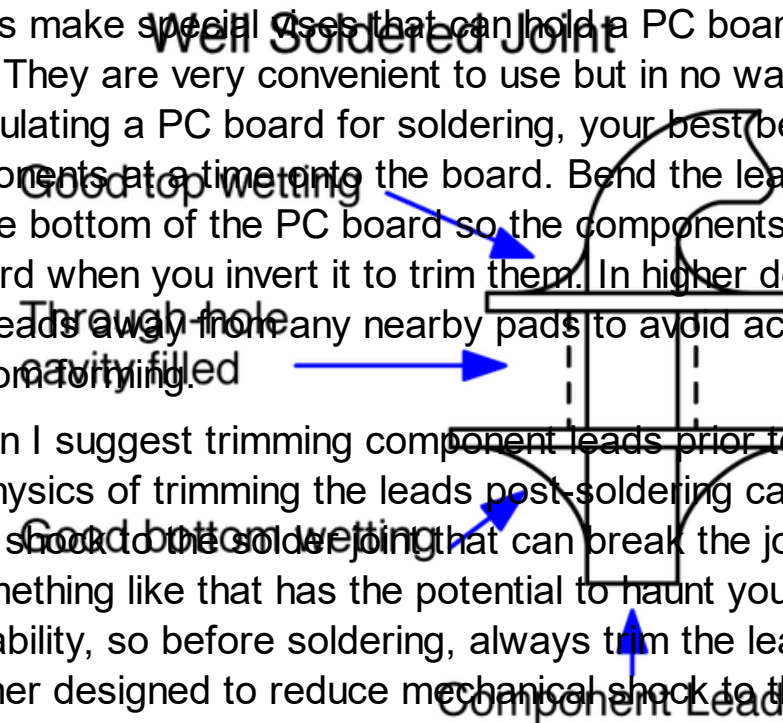 s make special vises that can hold a PC boar
Well Soldered Joint
They are very convenient to use but in no wa
ulating a PC board for soldering, your best be
onents at a time onto the board. Bend the lea
Good top wetting
e bottom of the PC board so the components
rd when you invert it to trim them. In higher de
Through-hole
eads away from any nearby pads to avoid ac
cavity filled
om forming.
n I suggest trimming component leads prior to
hysics of trimming the leads post-soldering ca
Good bottom wetting
shock to the solder joint that can break the jo
mething like that has the potential to haunt you
ability, so before soldering, always trim the lea
mer designed to reduce mechanical shock to t
Component Lead